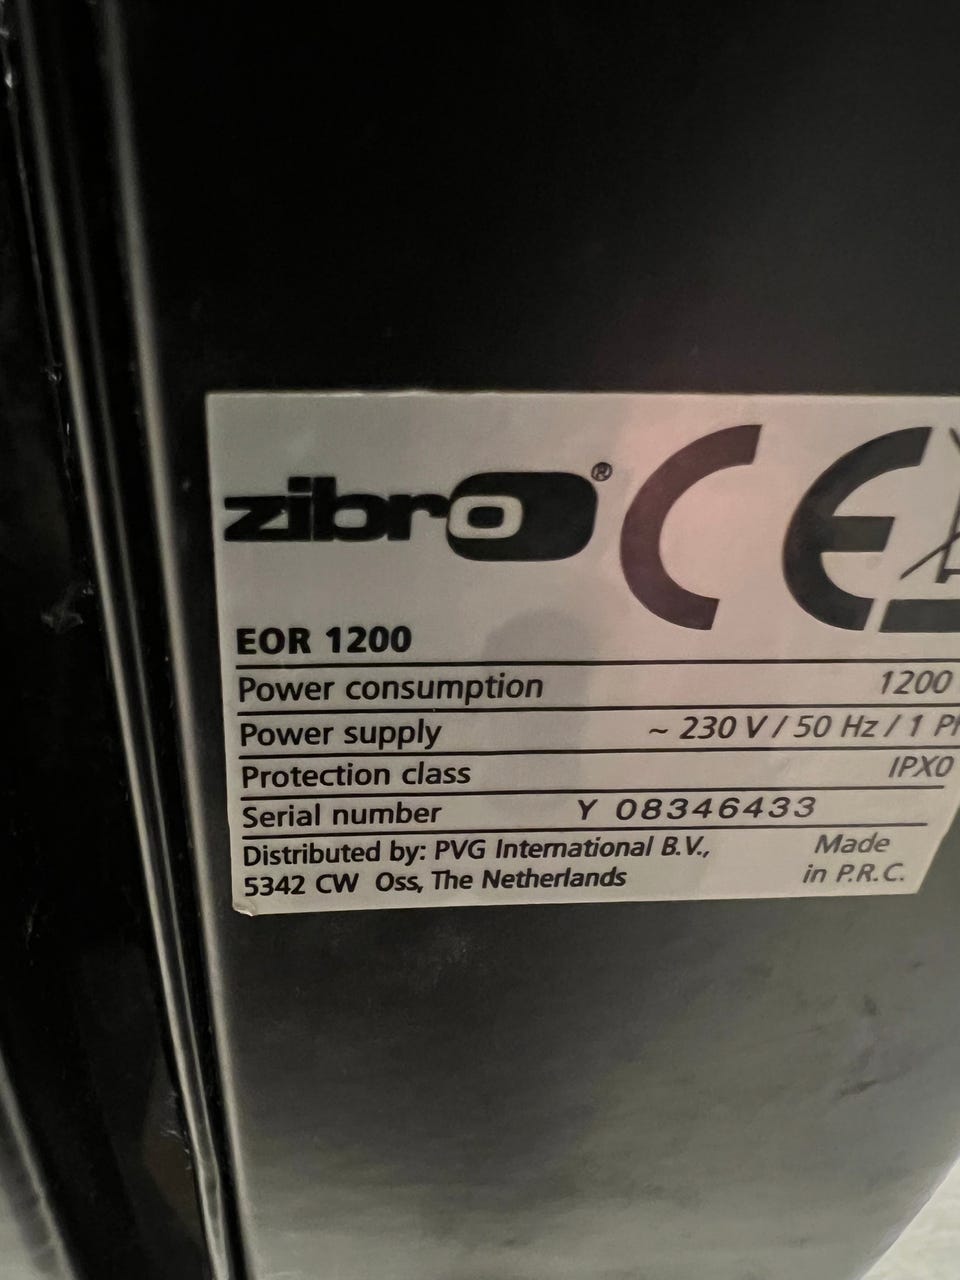 zibro®
CE
EOR 1200
Power consumption 1200
Power supply ~ 230 V / 50 Hz / 1 P
Protection class IPX0
Serial number Y 08346433
Distributed by: PVG International B.V., Made
5342 CW Oss, The Netherlands in P.R.C.